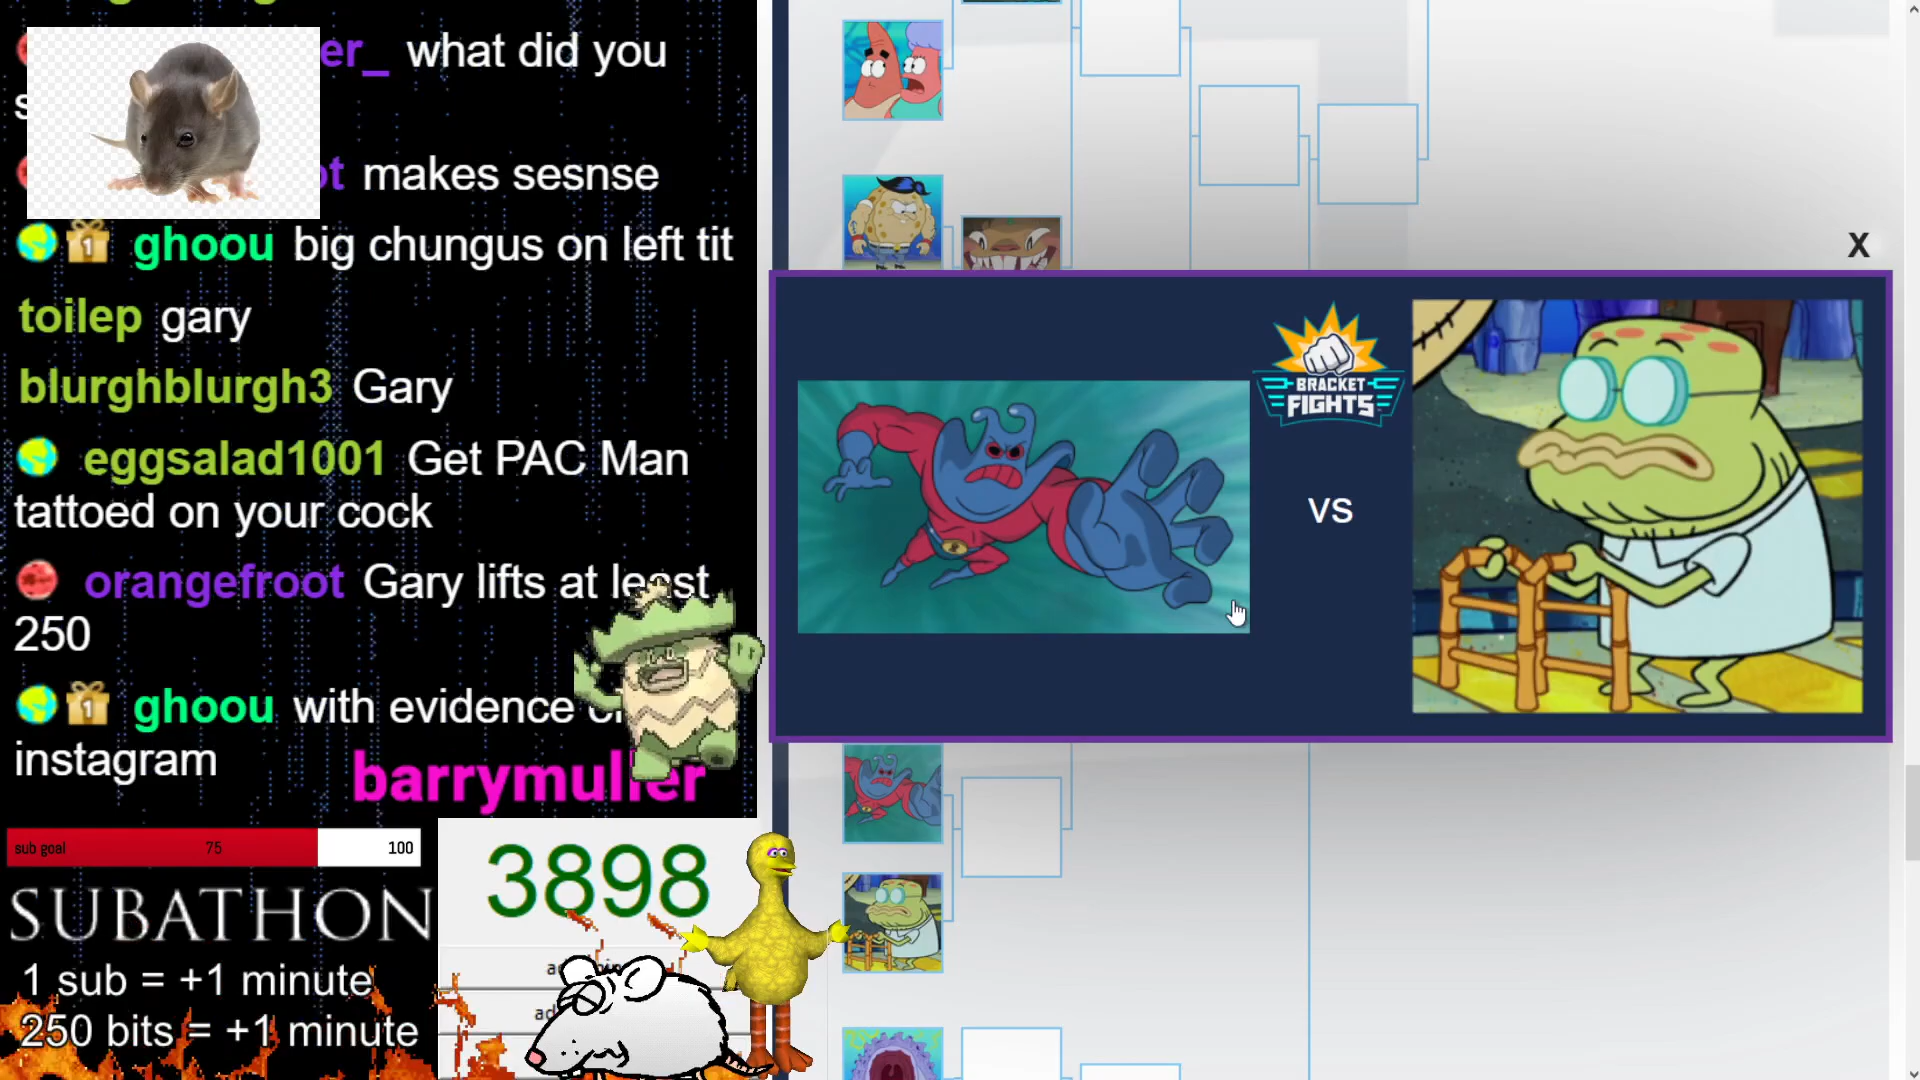 er_ what did you
s
ot makes sesnse
ghoou big chungus on left tit
toilep gary
blurghblurgh3 Gary
eggsalad1001 Get PAC Man
tattoed on your cock
orangefroot Gary lifts at least
250
ghoou with evidence
instagram
barrymuller
sub goal 75 100
SUBATHON
1 sub = +1 minute
250 bits = +1 minute
3898
X
BRACKET
FIGHTS
VS